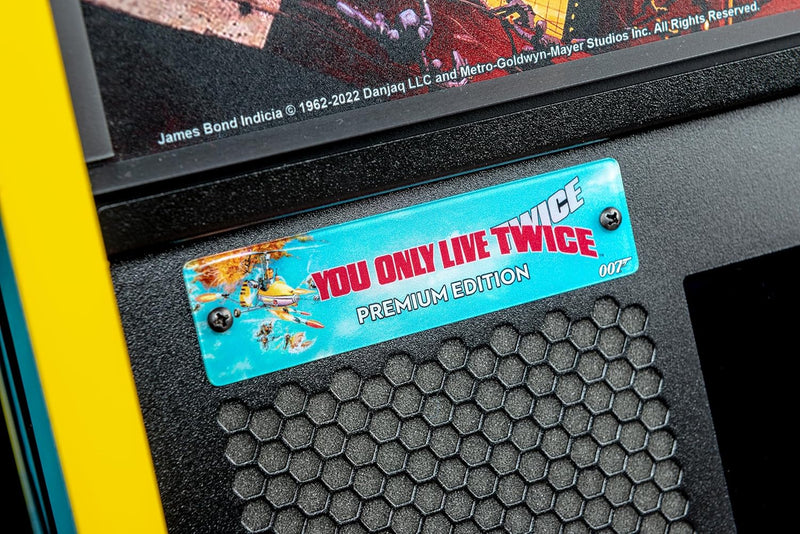 James Bond Indicia © 1962-2022 Danjaq LLC and Metro-Goldwyn-Mayer Studios Inc. All Rights Reserved.
TWICE
YOU ONLY LIVE TWICE
PREMIUM EDITION
007